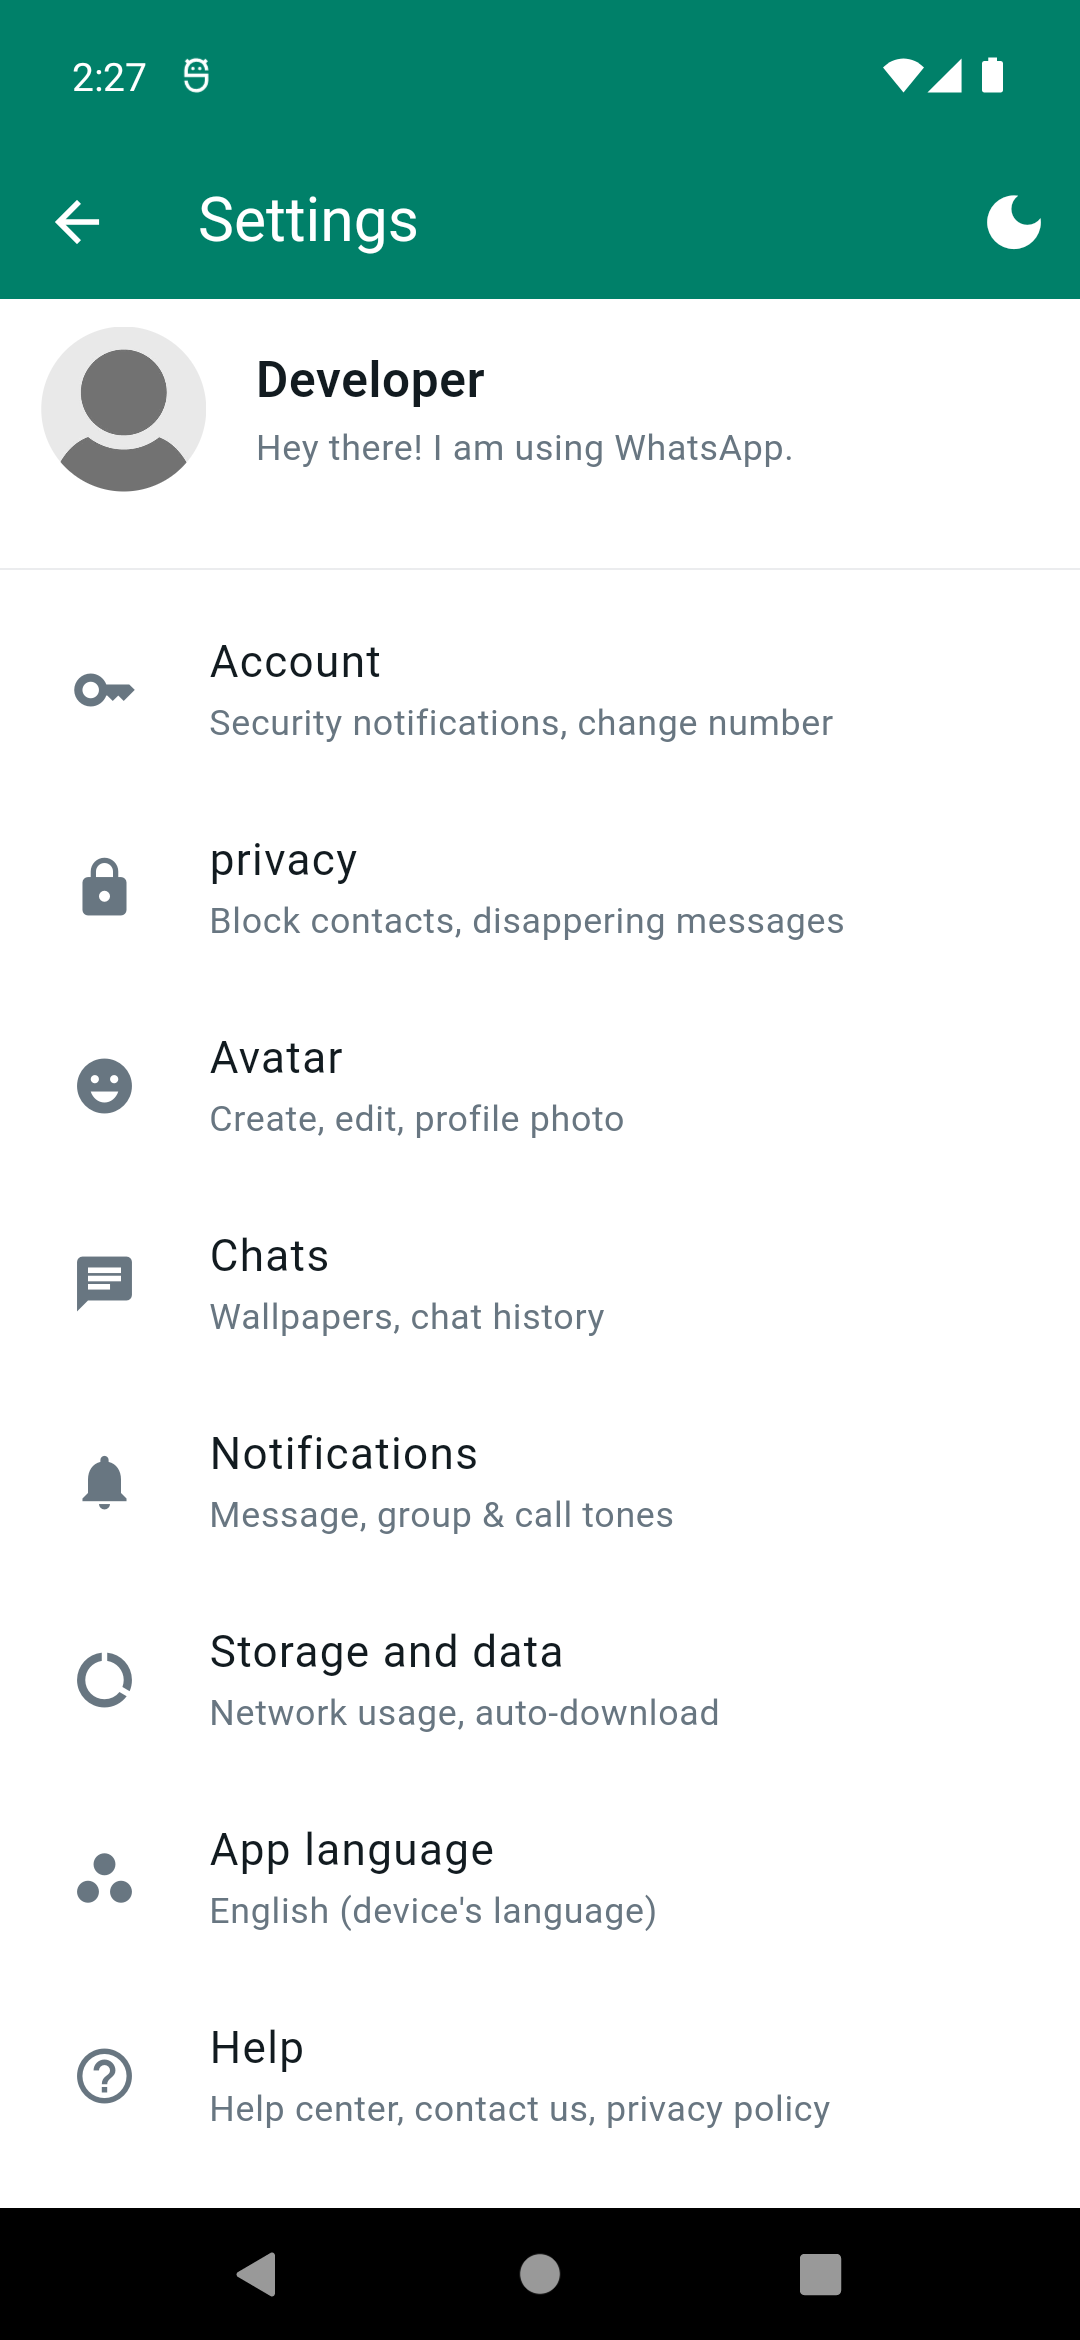 2:27
Settings
Developer
Hey there! I am using WhatsApp.
Account
Security notifications, change number
privacy
Block contacts, disappering messages
Avatar
Create, edit, profile photo
Chats
Wallpapers, chat history
Notifications
Message, group & call tones
Storage and data
Network usage, auto-download
App language
English (device's language)
Help
Help center, contact us, privacy policy